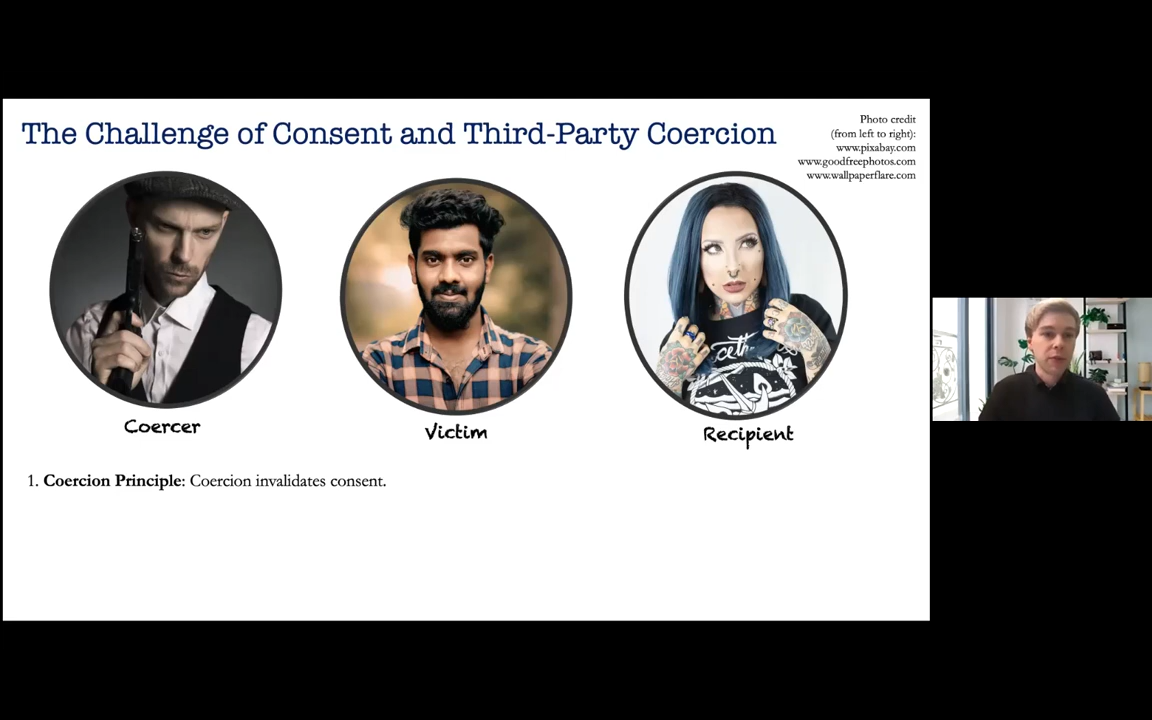 The Challenge of Consent and Third-Party Coercion
Photo credit
(from left to right):
www.pixabay.com
www.goodfreephotos.com
www.wallpaperflare.com
Coercer
Victim
Recipient
1. Coercion Principle: Coercion invalidates consent.